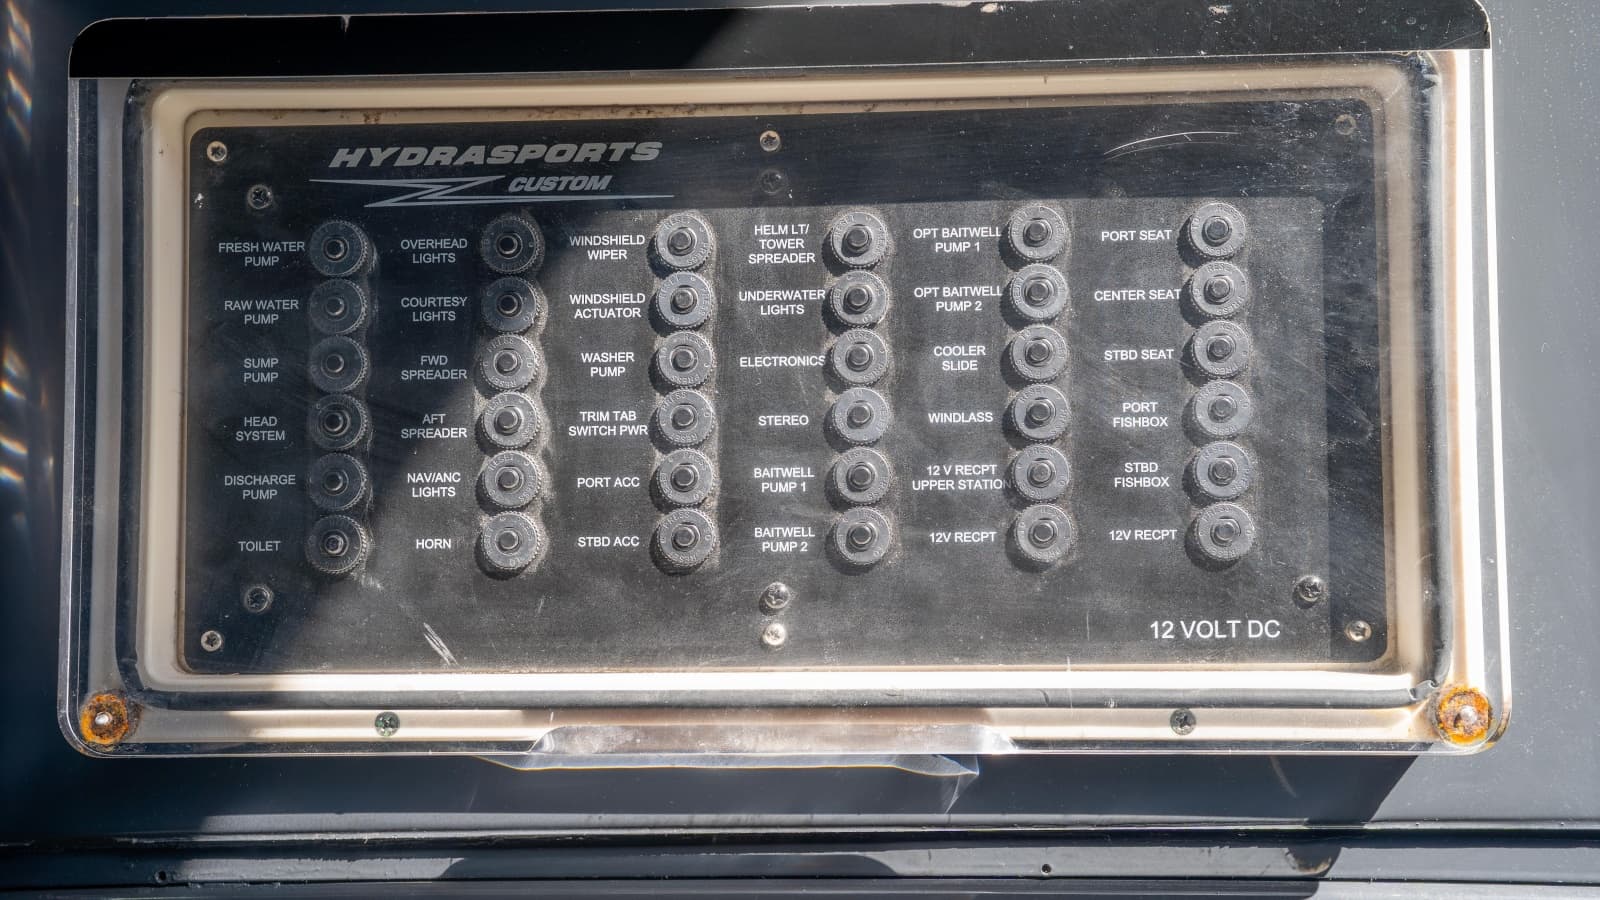 HYDRASPORTS
CUSTOM
FRESH WATER
PUMP
RAW WATER
PUMP
SUMP
PUMP
HEAD
SYSTEM
DISCHARGE
PUMP
TOILET
OVERHEAD
LIGHTS
COURTESY
LIGHTS
FWD
SPREADER
AFT
SPREADER
NAV/ANC
LIGHTS
HORN
WINDSHIELD
WIPER
WINDSHIELD
ACTUATOR
WASHER
PUMP
TRIM TAB
SWITCH PWR
PORT ACC
STBD ACC
HELM LT/
TOWER
SPREADER
UNDERWATER
LIGHTS
ELECTRONICS
STEREO
BAITWELL
PUMP 1
BAITWELL
PUMP 2
OPT BAITWELL
PUMP 1
OPT BAITWELL
PUMP 2
COOLER
SLIDE
WINDLASS
12 V RECPT
UPPER STATION
12V RECPT
PORT SEAT
CENTER SEAT
STBD SEAT
PORT
FISHBOX
STBD
FISHBOX
12V RECPT
12 VOLT DC